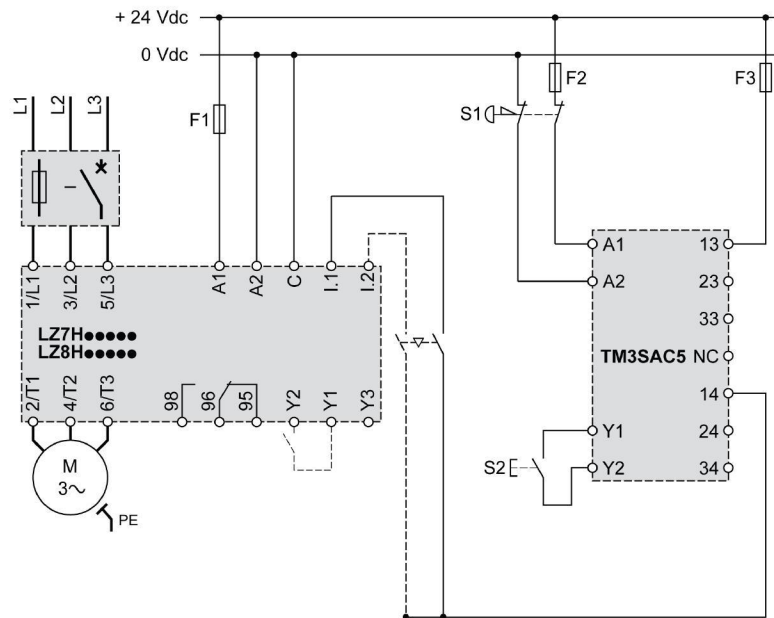 + 24 Vdc
0 Vdc
L1
L2
L3
F1
F2
F3
S1
1/L1
3/L2
5/L3
A1
A2
C
I.1
I.2
LZ7H●●●●●
LZ8H●●●●●
2/T1
4/T2
6/T3
98
96
95
Y2
Y1
Y3
M
3~
PE
A1
13
A2
23
33
TM3SAC5
NC
14
Y1
24
S2
Y2
34